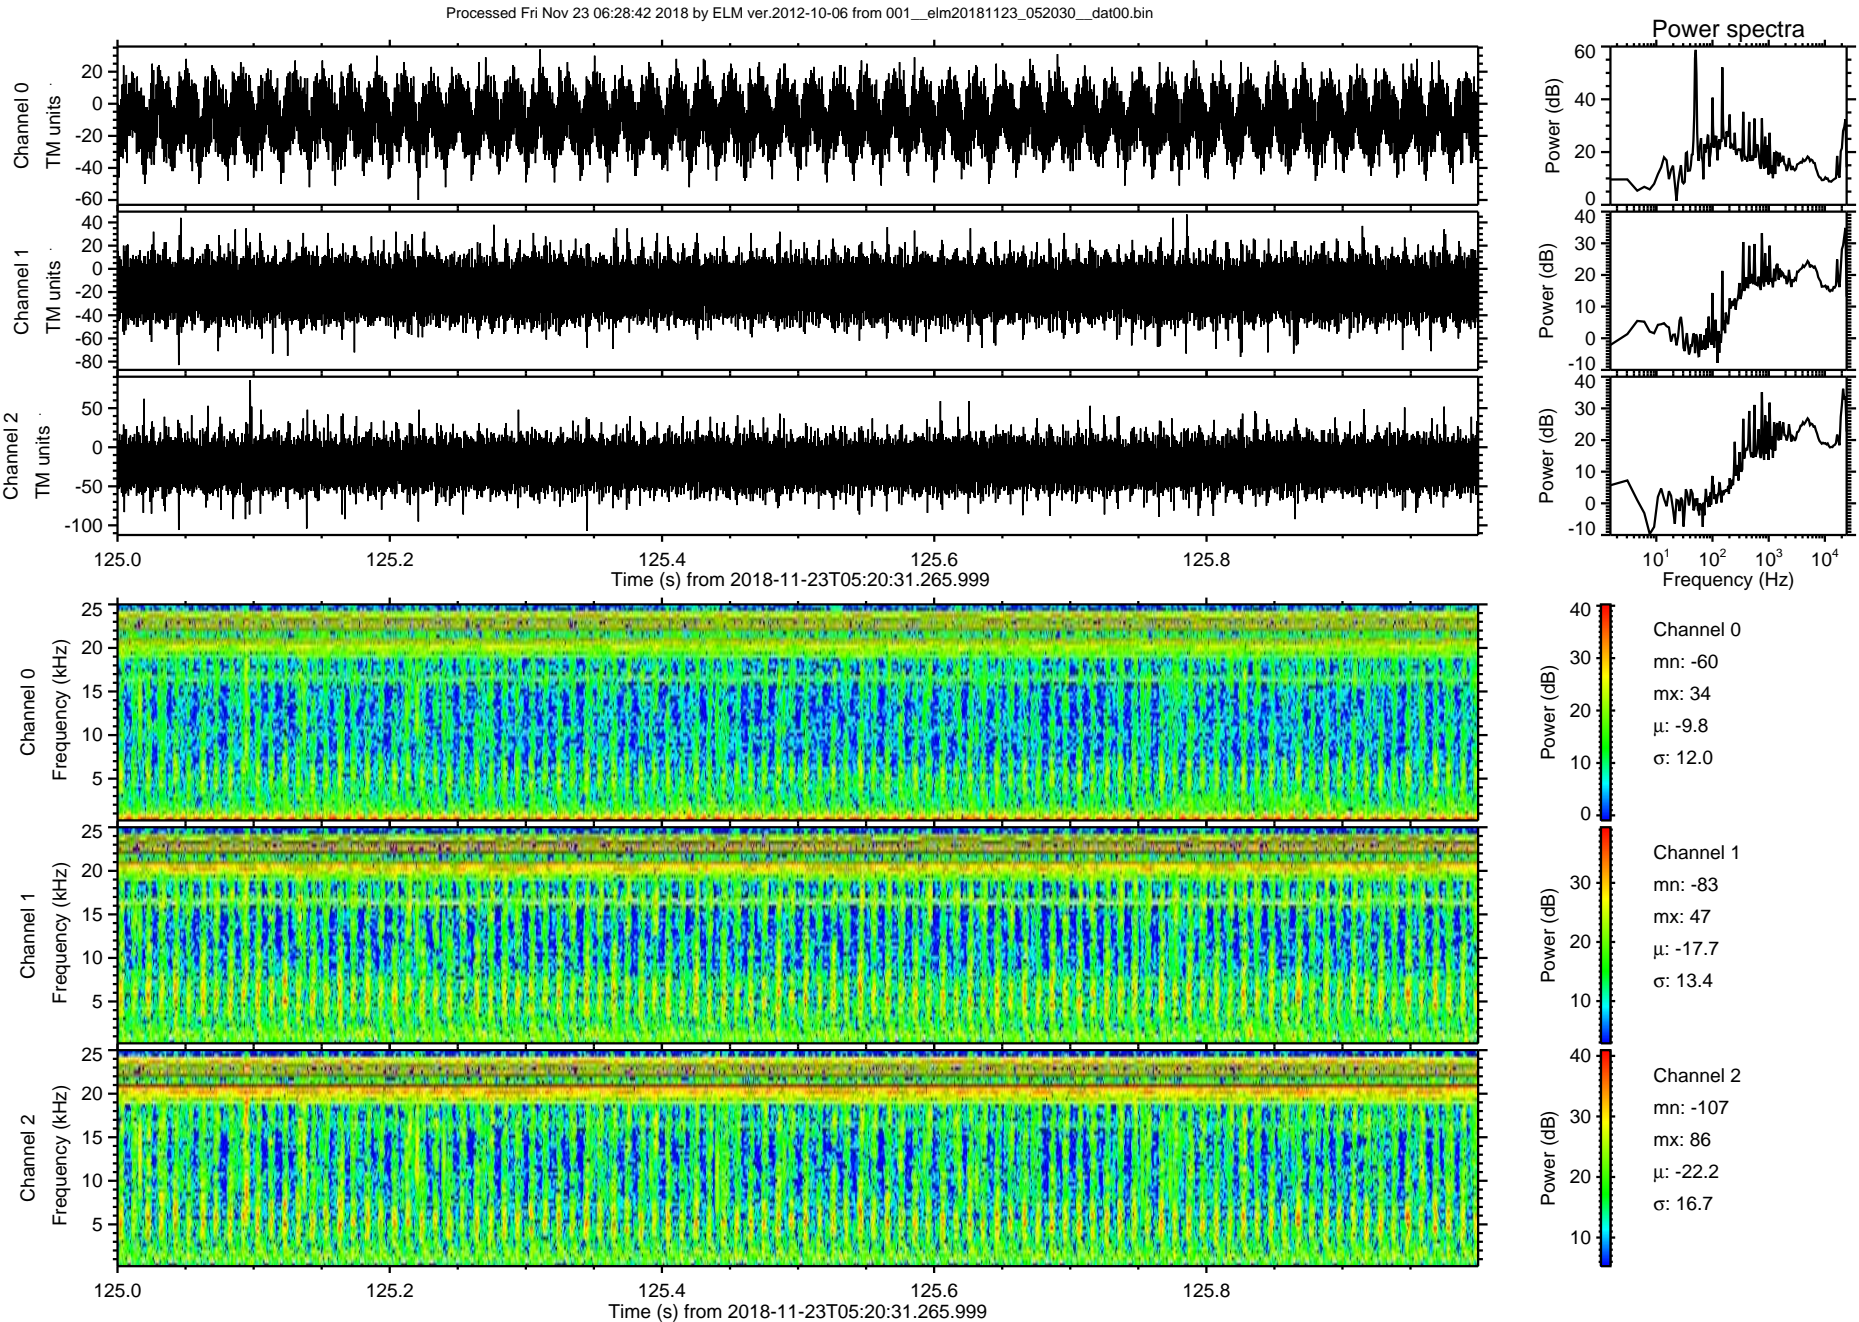 Processed Fri Nov 23 06:28:42 2018 by ELM ver.2012-10-06 from 001__elm20181123_052030__dat00.bin
Power spectra
Channel 0
TM units
20
0
-20
-40
-60
Power (dB)
60
40
20
0
Channel 1
TM units
40
20
0
-20
-40
-60
-80
Power (dB)
40
30
20
10
0
-10
Channel 2
TM units
50
0
-50
-100
Power (dB)
40
30
20
10
0
-10
125.0 125.2 125.4 125.6 125.8
Time (s) from 2018-11-23T05:20:31.265.999
10¹ 10² 10³ 10⁴
Frequency (Hz)
Channel 0
Frequency (kHz)
25
20
15
10
5
Power (dB)
40
30
20
10
0
Channel 0
mn: -60
mx: 34
μ: -9.8
σ: 12.0
Channel 1
Frequency (kHz)
25
20
15
10
5
Power (dB)
30
20
10
Channel 1
mn: -83
mx: 47
μ: -17.7
σ: 13.4
Channel 2
Frequency (kHz)
25
20
15
10
5
Power (dB)
40
30
20
10
Channel 2
mn: -107
mx: 86
μ: -22.2
σ: 16.7
125.0 125.2 125.4 125.6 125.8
Time (s) from 2018-11-23T05:20:31.265.999